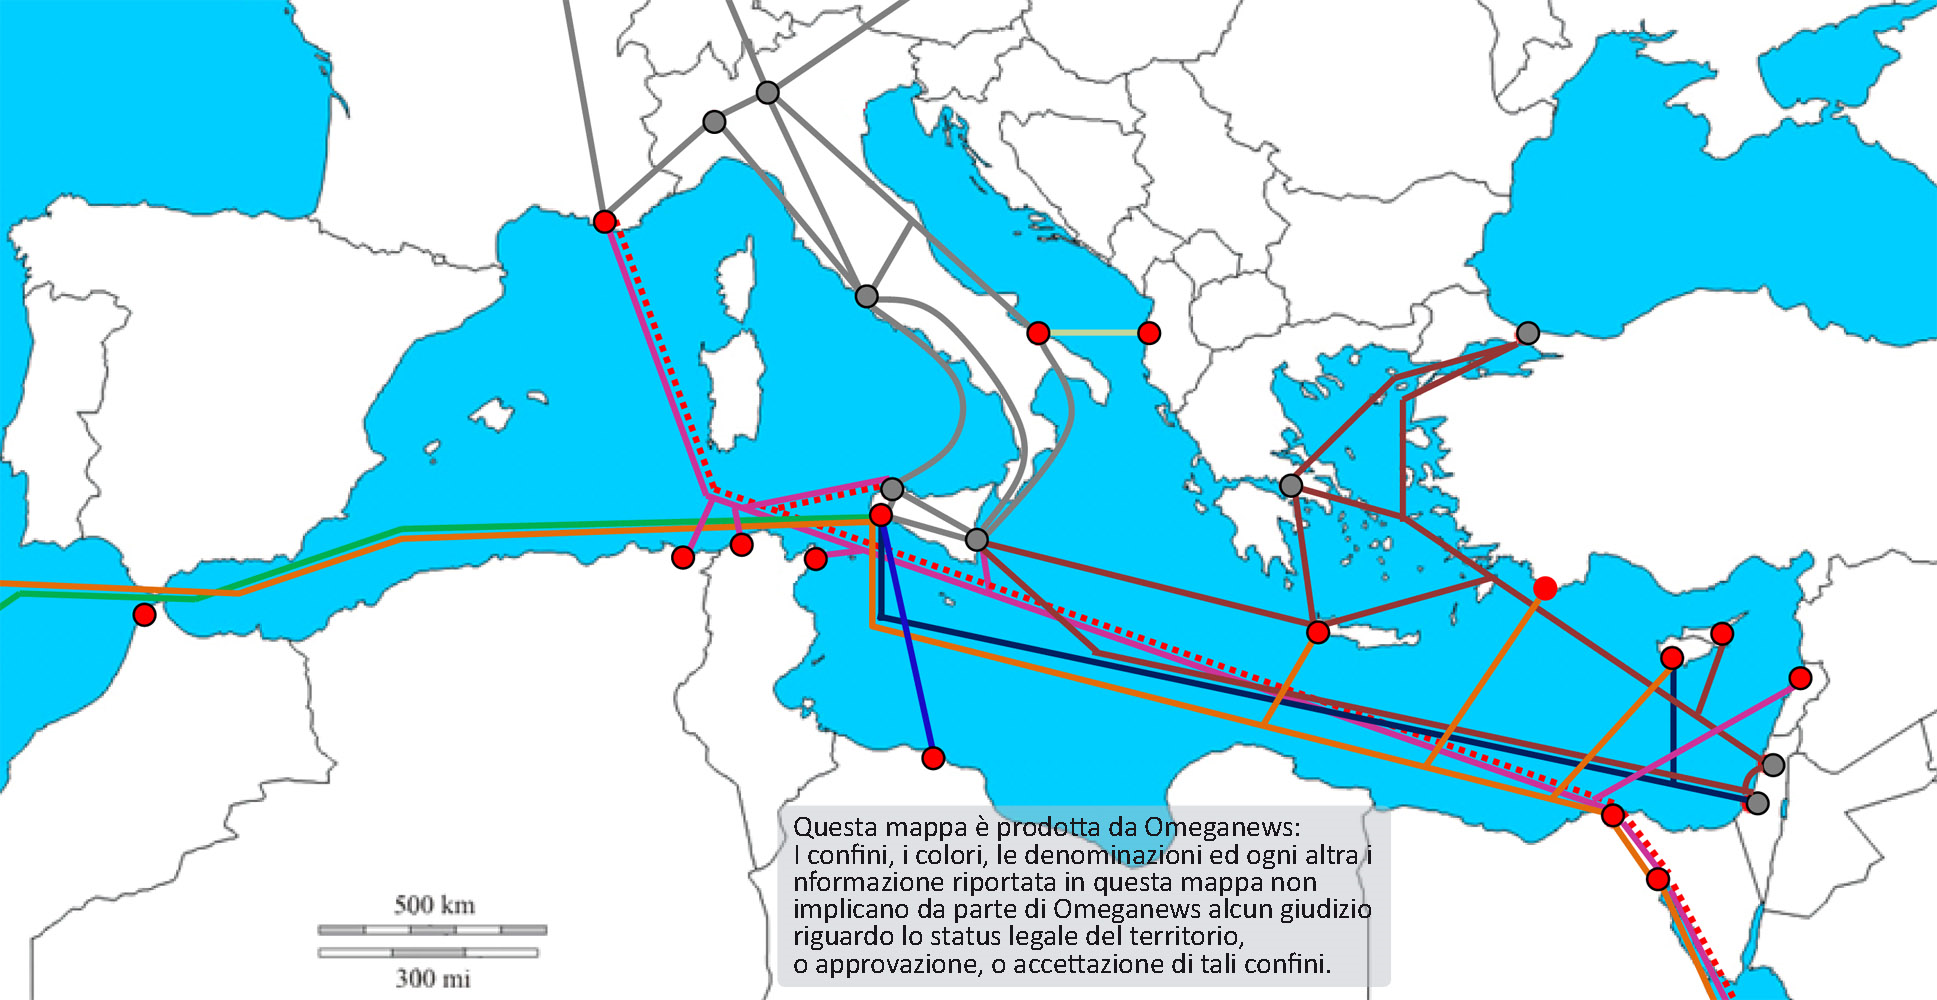 Questa mappa è prodotta da Omeganews:
I confini, i colori, le denominazioni ed ogni altra i
nformazione riportata in questa mappa non
implicano da parte di Omeganews alcun giudizio
riguardo lo status legale del territorio,
o approvazione, o accettazione di tali confini.
500 km
300 mi